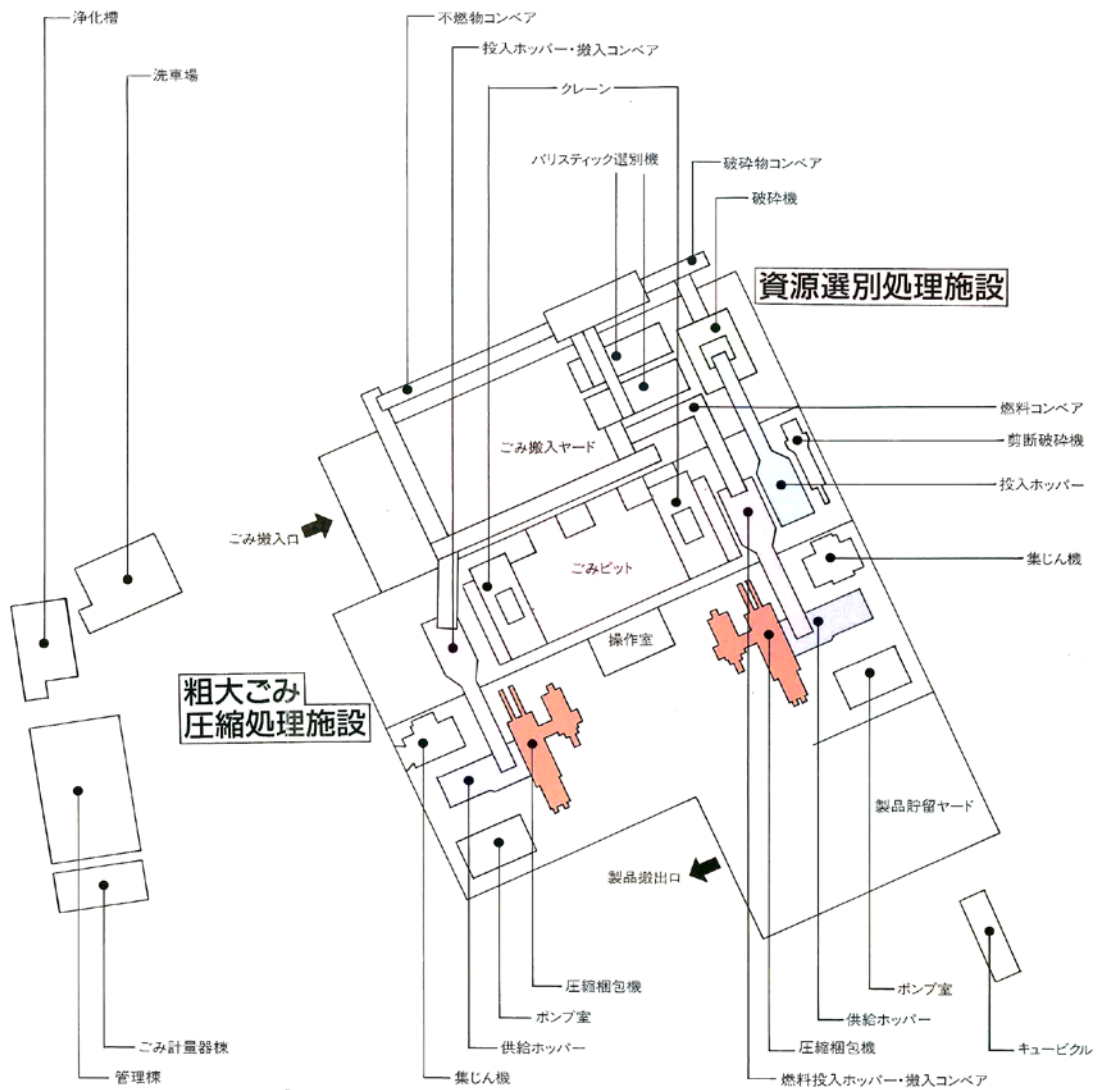 浄化槽
不燃物コンベア
投入ホッパー・搬入コンベア
洗車場
クレーン
バリスティック選別機
破砕物コンベア
破砕機
資源選別処理施設
燃料コンベア
剪断破砕機
ごみ搬入ヤード
投入ホッパー
ごみ搬入口
集じん機
ごみピット
操作室
粗大ごみ
圧縮処理施設
製品貯留ヤード
製品搬出口
圧縮梱包機
ポンプ室
ポンプ室
供給ホッパー
ごみ計量器棟
供給ホッパー
圧縮梱包機
キュービクル
管理棟
集じん機
燃料投入ホッパー・搬入コンベア